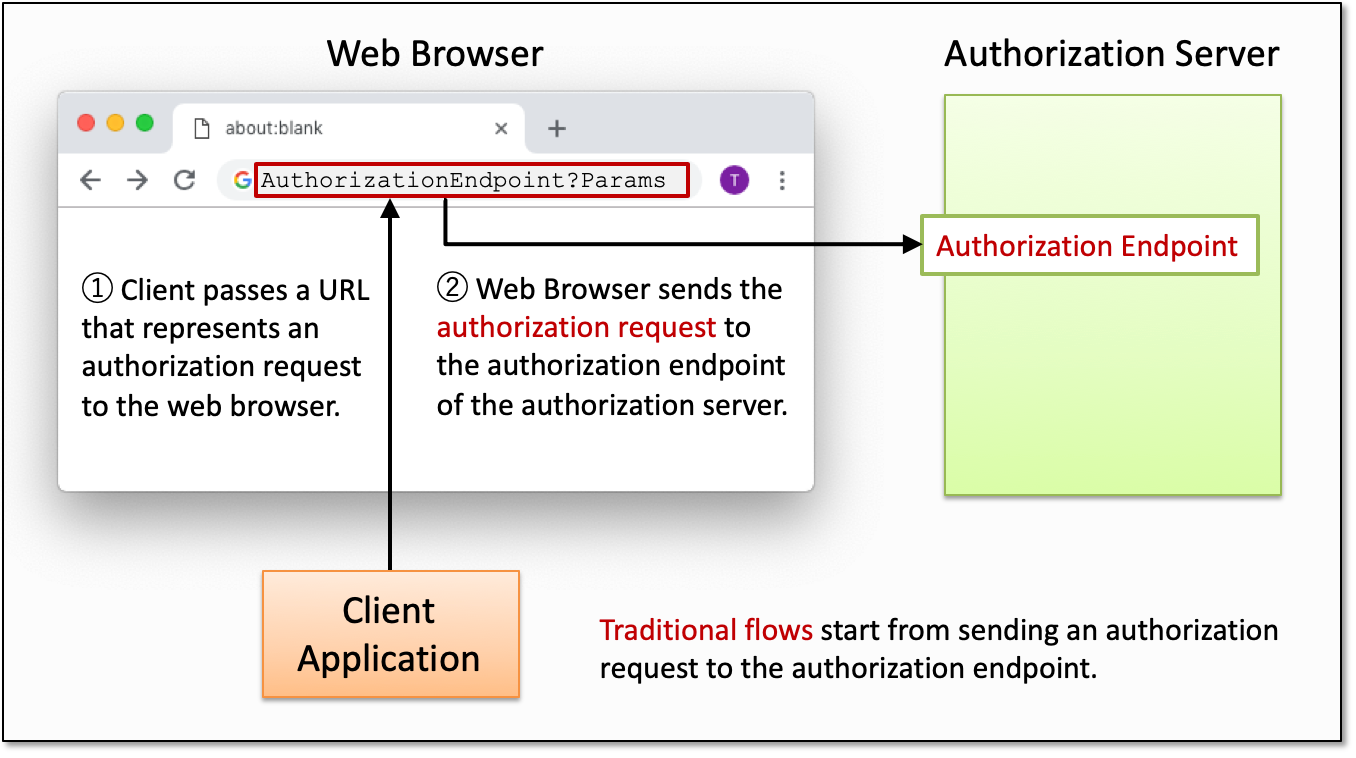 Web Browser
Authorization Server
about:blank
AuthorizationEndpoint?Params
T
Authorization Endpoint
① Client passes a URL
that represents an
authorization request
to the web browser.
② Web Browser sends the
authorization request to
the authorization endpoint
of the authorization server.
Client
Application
Traditional flows start from sending an authorization
request to the authorization endpoint.